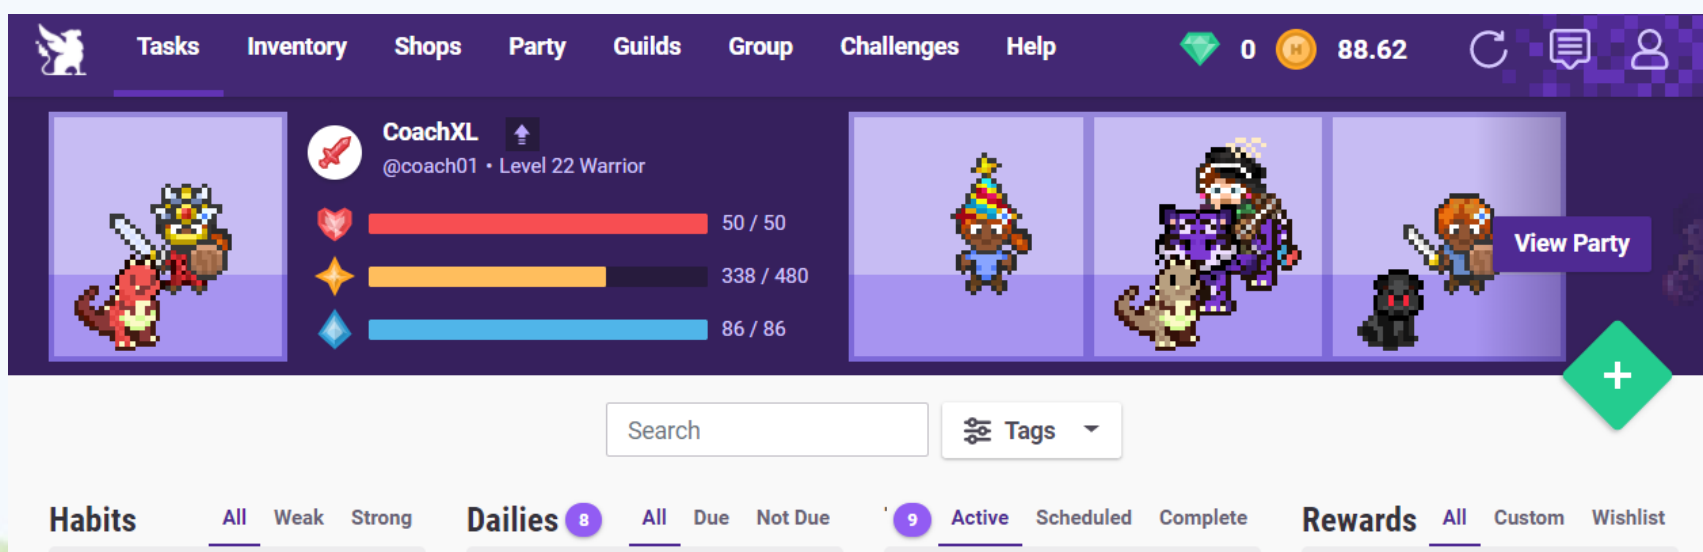 Tasks Inventory Shops Party Guilds Group Challenges Help 0 H 88.62
CoachXL
@coach01 • Level 22 Warrior
50 / 50
338 / 480
86 / 86
View Party
+
Search Tags
Habits All Weak Strong Dailies 8 All Due Not Due 9 Active Scheduled Complete Rewards All Custom Wishlist